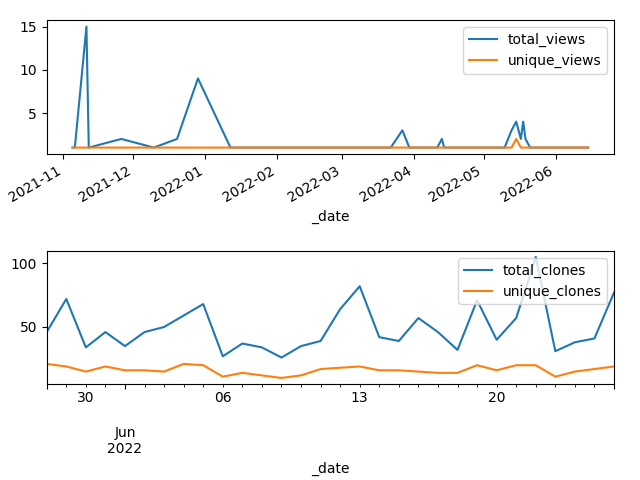 15
10
5
total_views
unique_views
2021-11
2021-12
2022-01
2022-02
2022-03
2022-04
2022-05
2022-06
_date
100
50
total_clones
unique_clones
30
06
13
20
Jun
2022
_date